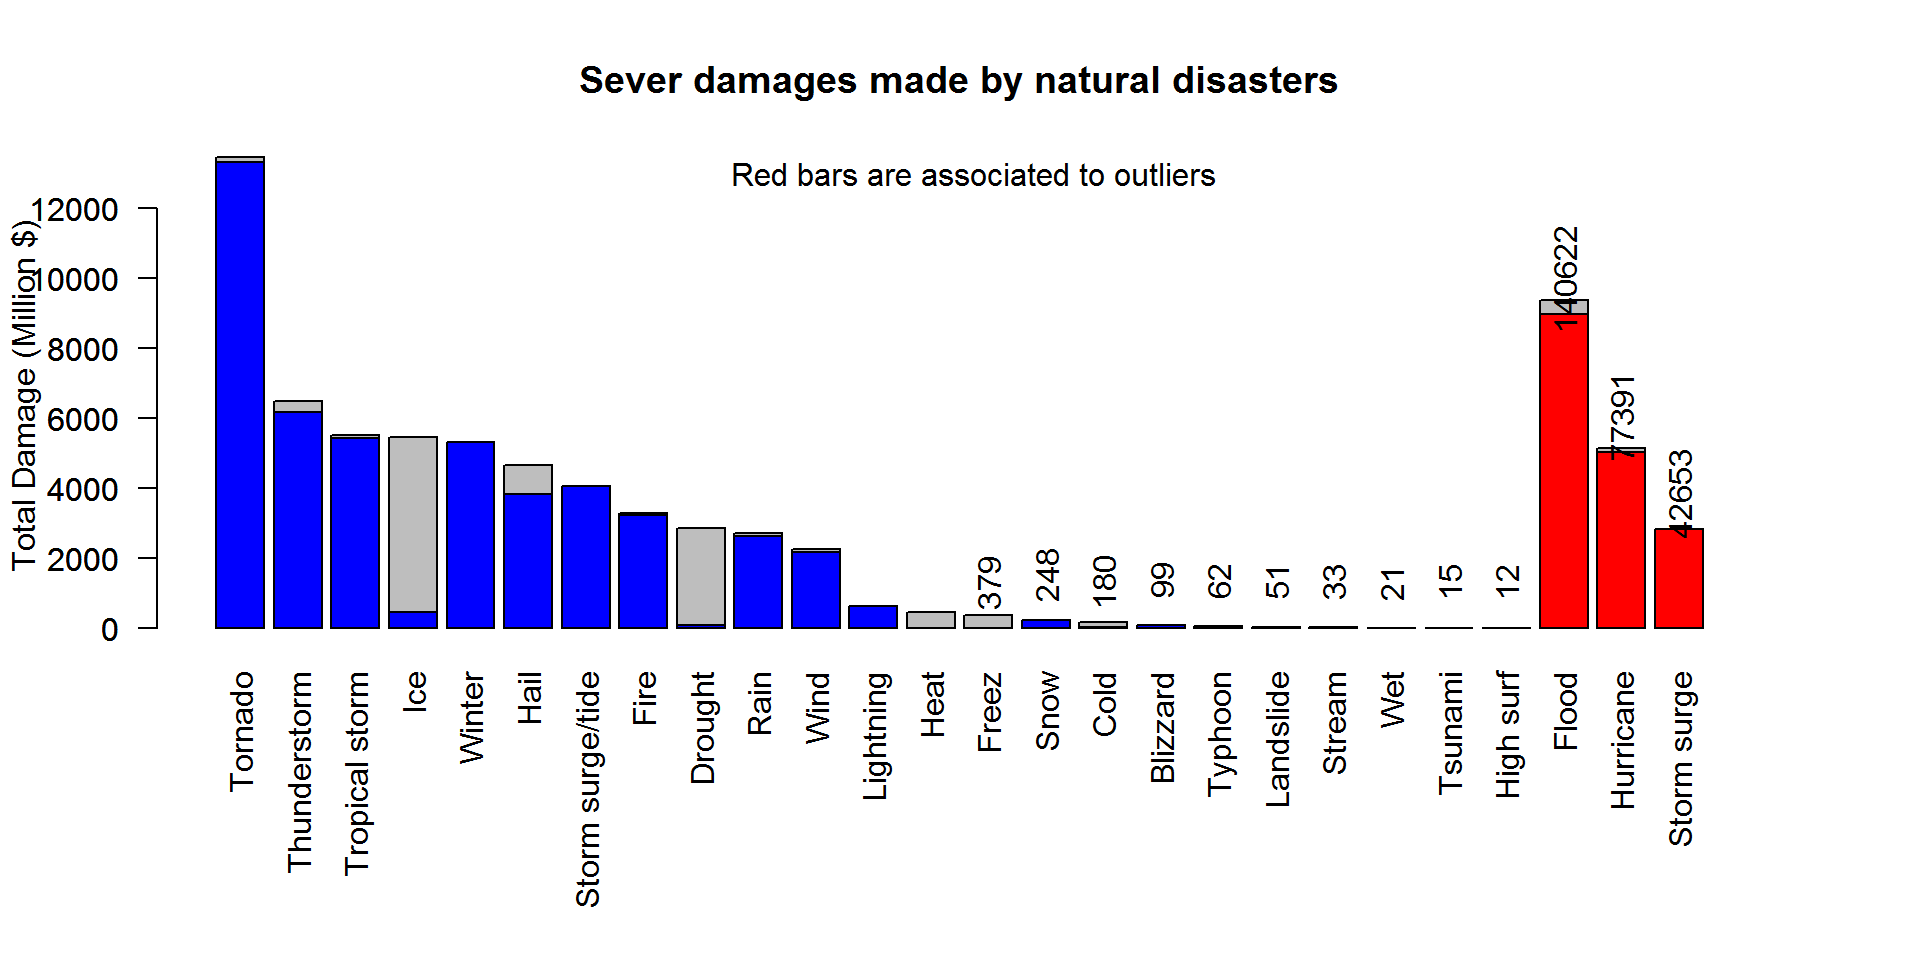 Sever damages made by natural disasters
Red bars are associated to outliers
Total Damage (Million $)
12000
10000
8000
6000
4000
2000
0
379
248
180
99
62
51
33
21
15
12
140622
77391
42653
Tornado
Thunderstorm
Tropical storm
Ice
Winter
Hail
Storm surge/tide
Fire
Drought
Rain
Wind
Lightning
Heat
Freez
Snow
Cold
Blizzard
Typhoon
Landslide
Stream
Wet
Tsunami
High surf
Flood
Hurricane
Storm surge